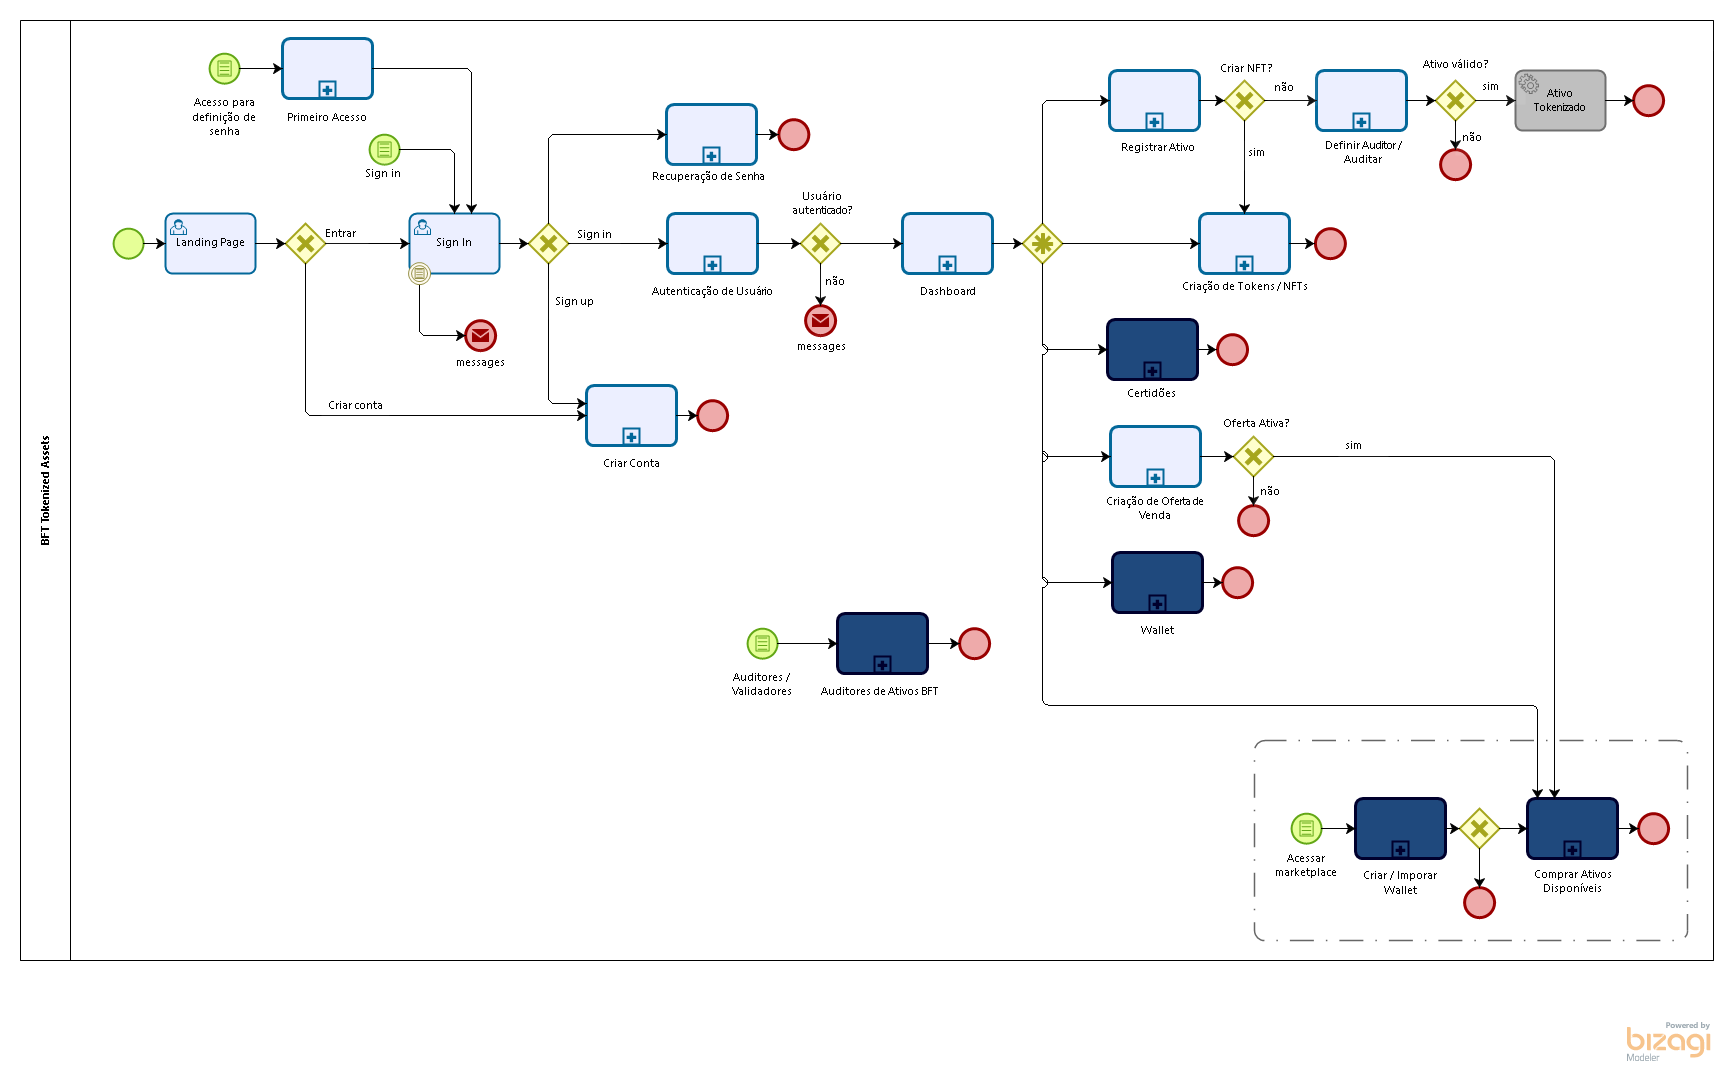 BFT Tokenized Assets
Acesso para
definição de
senha
Primeiro Acesso
Sign in
Landing Page
Entrar
Sign In
messages
Criar conta
Sign up
Sign in
Recuperação de Senha
Autenticação de Usuário
Usuário
autenticado?
não
messages
Criar Conta
Dashboard
Registrar Ativo
Criar NFT?
não
sim
Definir Auditor /
Auditar
Ativo válido?
sim
não
Ativo
Tokenizado
Criação de Tokens / NFTs
Certidões
Criação de Oferta de
Venda
Oferta Ativa?
sim
não
Wallet
Auditores /
Validadores
Auditores de Ativos BFT
Acessar
marketplace
Criar / Imporar
Wallet
Comprar Ativos
Disponíveis
Powered by
bizagi
Modeler